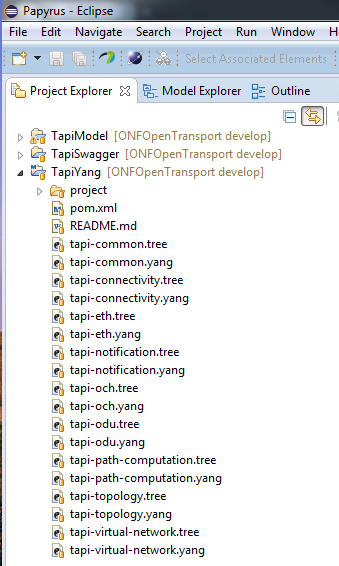 Papyrus - Eclipse
File Edit Navigate Search Papyrus Project Run Window
Select Associated Elements
Project Explorer Model Explorer Outline
TapiModel [ONFOpenTransport develop]
TapiSwagger [ONFOpenTransport develop]
TapiYang [ONFOpenTransport develop]
project
pom.xml
README.md
tapi-common.tree
tapi-common.yang
tapi-connectivity.tree
tapi-connectivity.yang
tapi-eth.tree
tapi-eth.yang
tapi-notification.tree
tapi-notification.yang
tapi-och.tree
tapi-och.yang
tapi-odu.tree
tapi-odu.yang
tapi-path-computation.tree
tapi-path-computation.yang
tapi-topology.tree
tapi-topology.yang
tapi-virtual-network.tree
tapi-virtual-network.yang